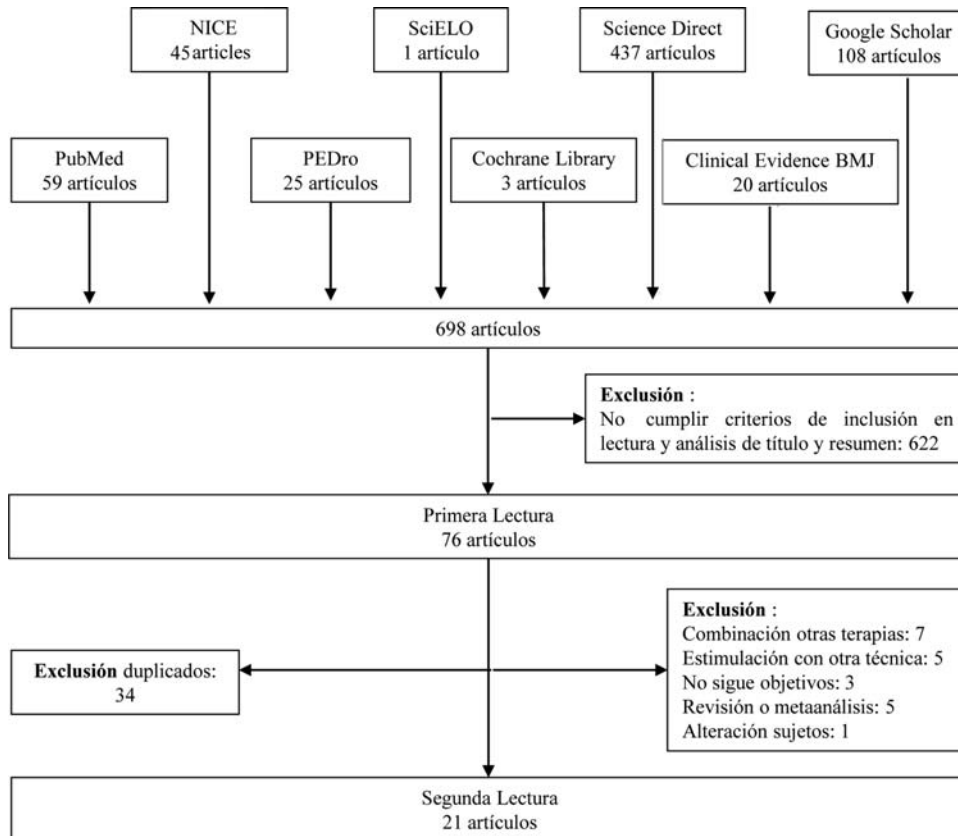 NICE
45 articles
SciELO
1 artículo
Science Direct
437 artículos
Google Scholar
108 artículos
PubMed
59 artículos
PEDro
25 artículos
Cochrane Library
3 artículos
Clinical Evidence BMJ
20 artículos
698 artículos
Exclusión :
No cumplir criterios de inclusión en
lectura y análisis de título y resumen: 622
Primera Lectura
76 artículos
Exclusión duplicados:
34
Exclusión :
Combinación otras terapias: 7
Estimulación con otra técnica: 5
No sigue objetivos: 3
Revisión o metaanálisis: 5
Alteración sujetos: 1
Segunda Lectura
21 artículos